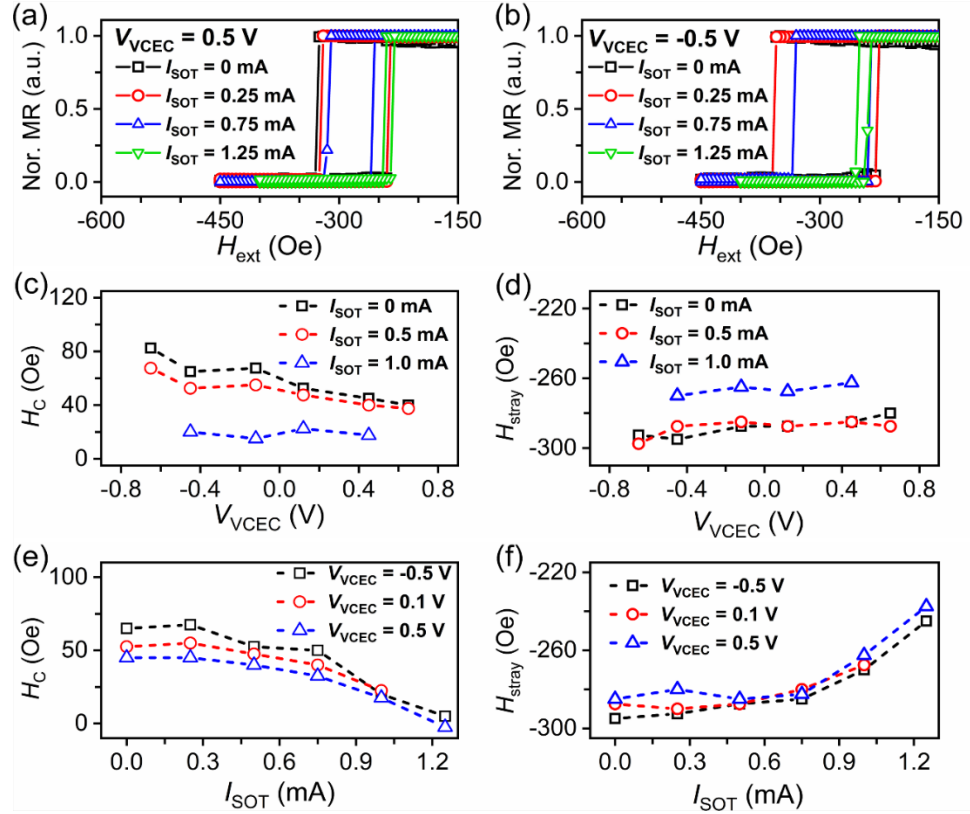 (a)
V_VCEC = 0.5 V
I_SOT = 0 mA
I_SOT = 0.25 mA
I_SOT = 0.75 mA
I_SOT = 1.25 mA
1.0
0.5
0.0
Nor. MR (a.u.)
-600
-450
-300
-150
H_ext (Oe)
(b)
V_VCEC = -0.5 V
I_SOT = 0 mA
I_SOT = 0.25 mA
I_SOT = 0.75 mA
I_SOT = 1.25 mA
1.0
0.5
0.0
Nor. MR (a.u.)
-600
-450
-300
-150
H_ext (Oe)
(c)
I_SOT = 0 mA
I_SOT = 0.5 mA
I_SOT = 1.0 mA
120
80
40
0
H_C (Oe)
-0.8
-0.4
0.0
0.4
0.8
V_VCEC (V)
(d)
I_SOT = 0 mA
I_SOT = 0.5 mA
I_SOT = 1.0 mA
-220
-260
-300
H_stray (Oe)
-0.8
-0.4
0.0
0.4
0.8
V_VCEC (V)
(e)
V_VCEC = -0.5 V
V_VCEC = 0.1 V
V_VCEC = 0.5 V
100
50
0
H_C (Oe)
0.0
0.4
0.8
1.2
I_SOT (mA)
(f)
V_VCEC = -0.5 V
V_VCEC = 0.1 V
V_VCEC = 0.5 V
-220
-260
-300
H_stray (Oe)
0.0
0.4
0.8
1.2
I_SOT (mA)